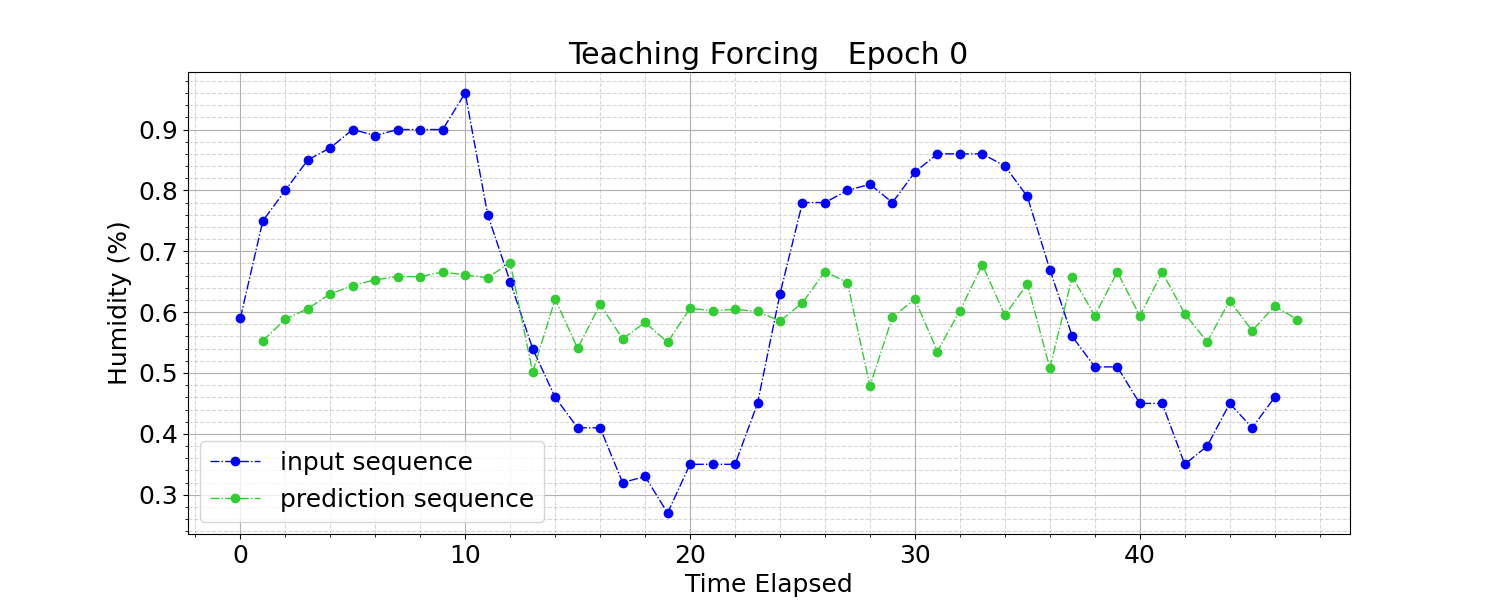 Teaching Forcing   Epoch 0
Humidity (%)
0.9
0.8
0.7
0.6
0.5
0.4
0.3
input sequence
prediction sequence
0 10 20 30 40
Time Elapsed